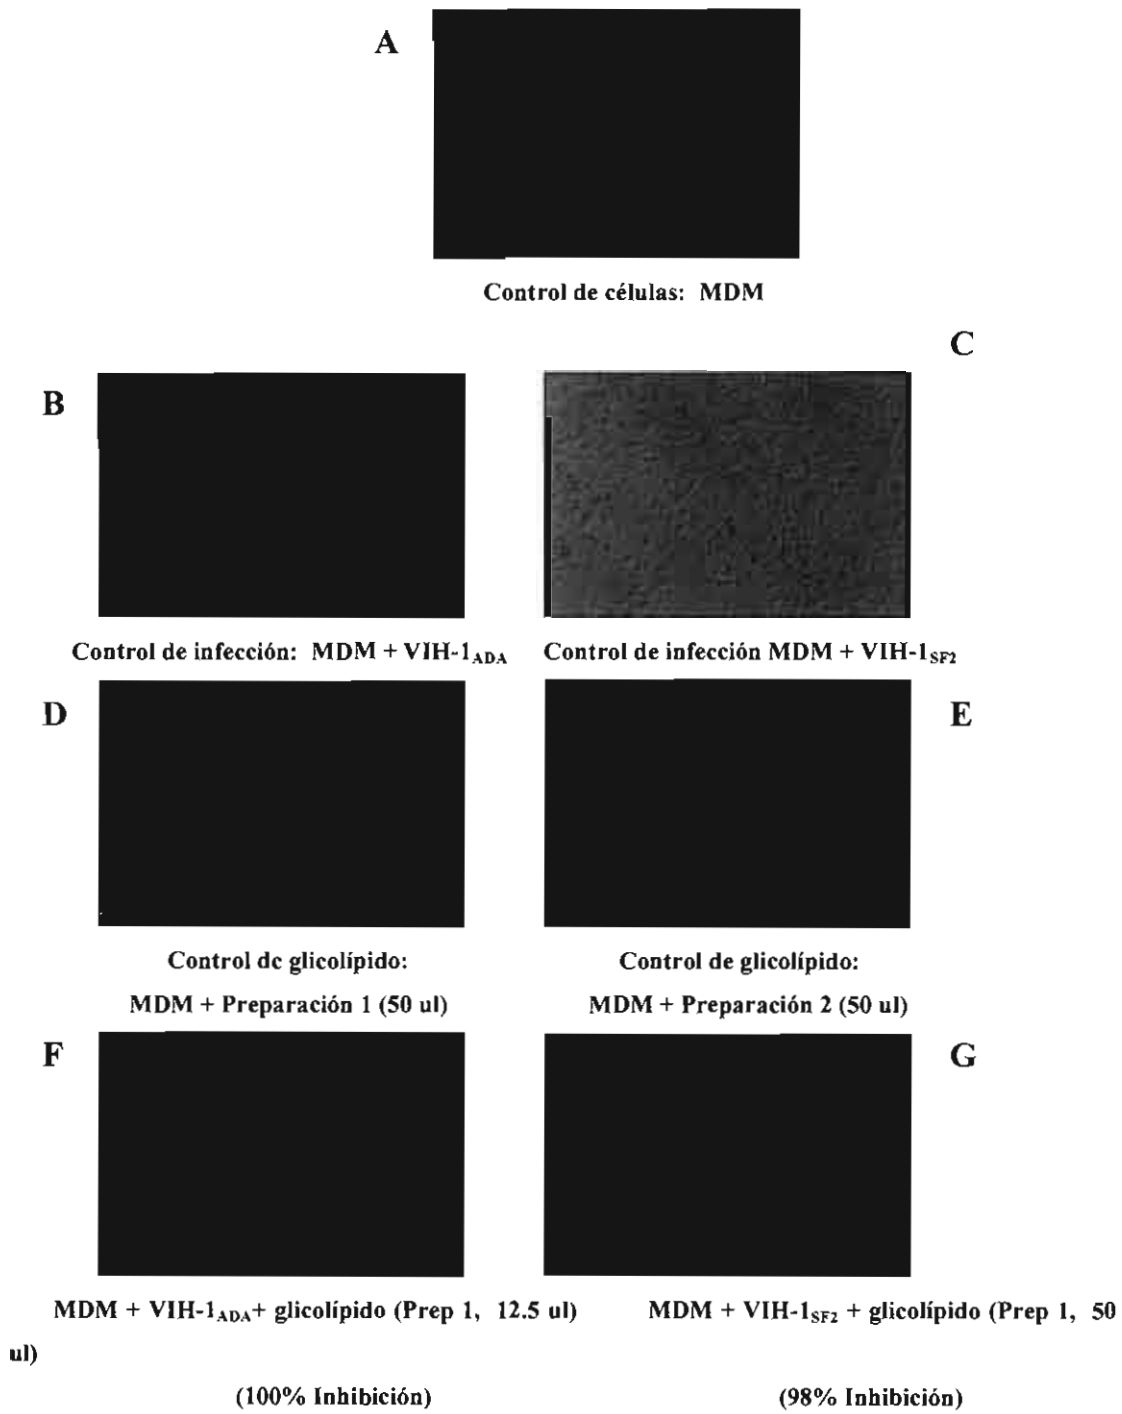 A
Control de células: MDM
C
B
Control de infección: MDM + VIH-1ADA
Control de infección MDM + VIH-1SF2
D
E
Control de glicolípido:
MDM + Preparación 1 (50 ul)
Control de glicolípido:
MDM + Preparación 2 (50 ul)
F
G
MDM + VIH-1ADA+ glicolípido (Prep 1, 12.5 ul)
MDM + VIH-1SF2 + glicolípido (Prep 1, 50
ul)
(100% Inhibición)
(98% Inhibición)